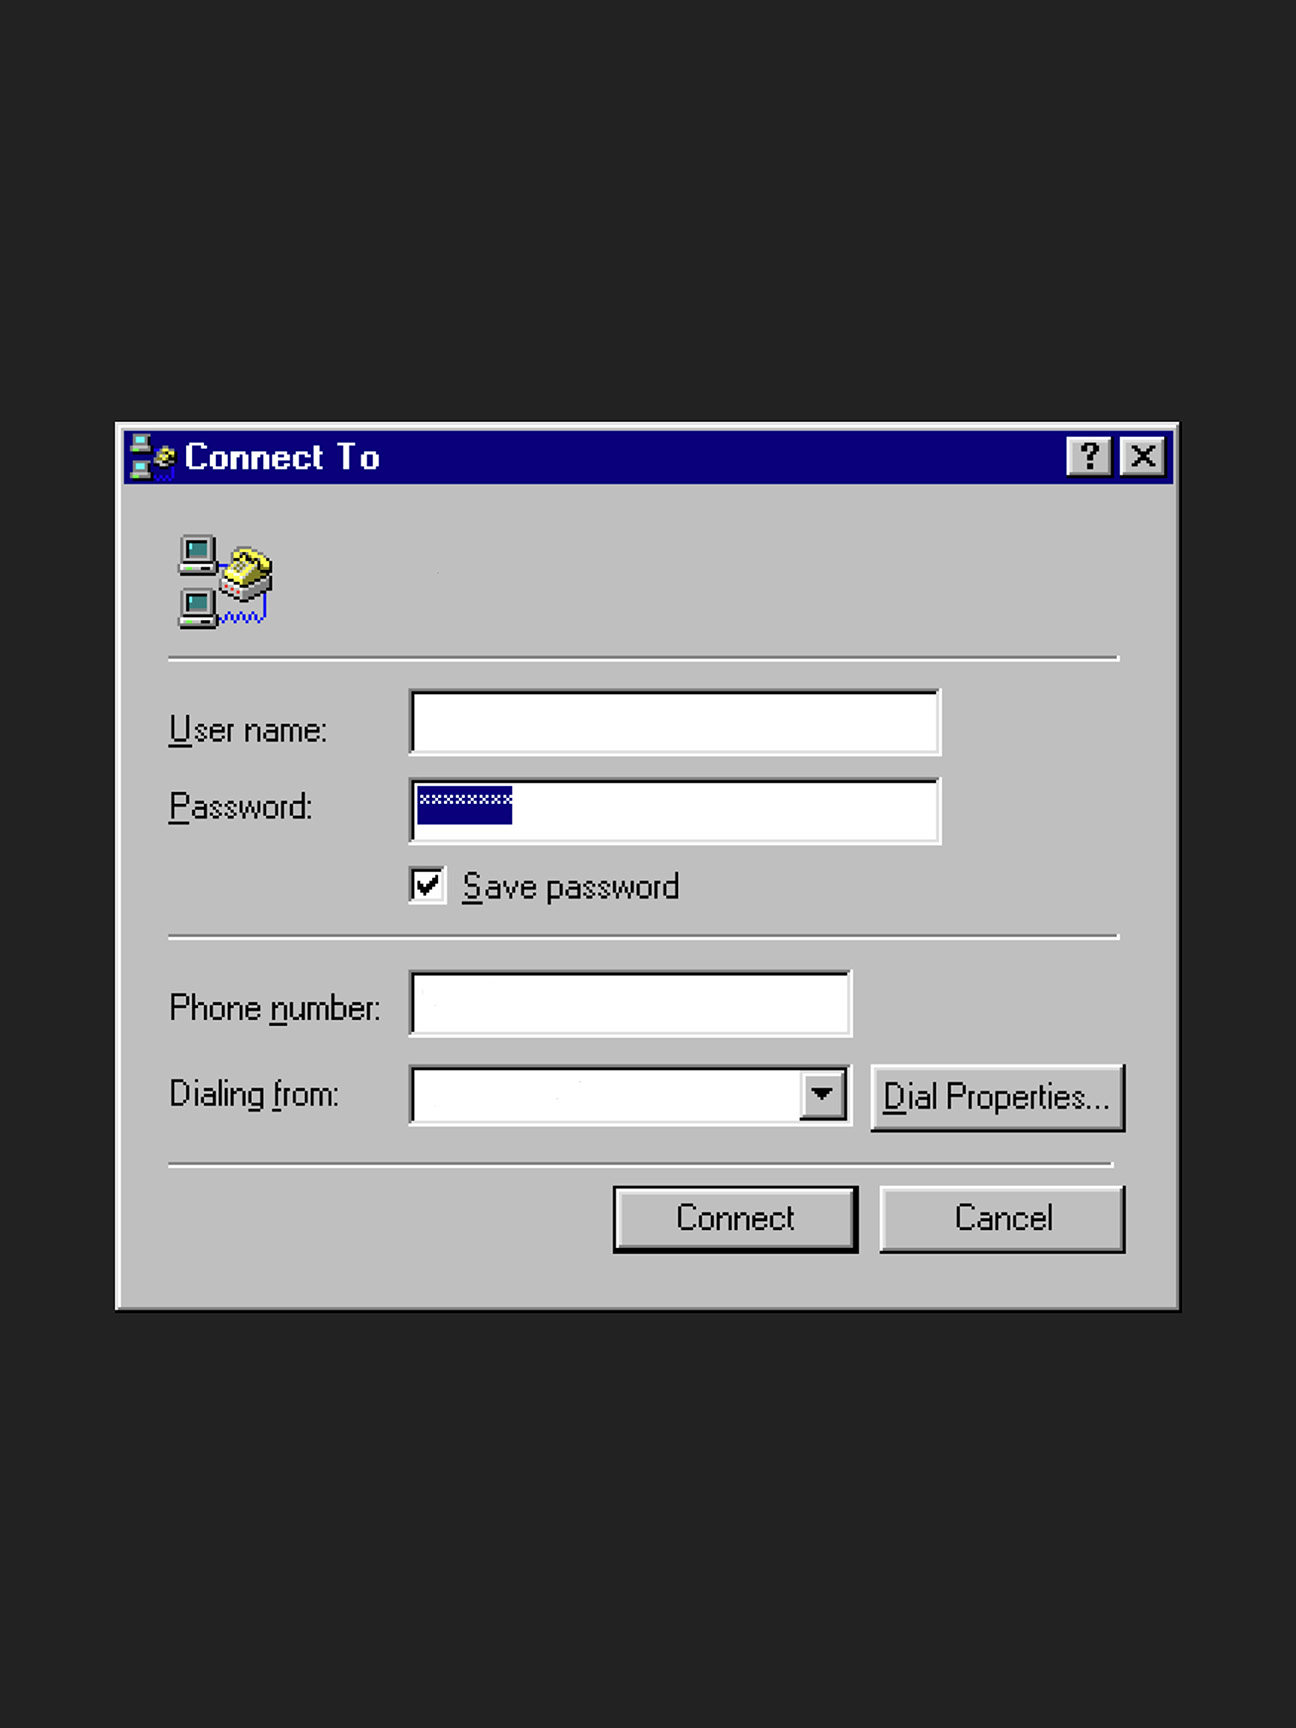 Connect To
User name:
Password: ********
Save password
Phone number:
Dialing from:
Dial Properties...
Connect Cancel